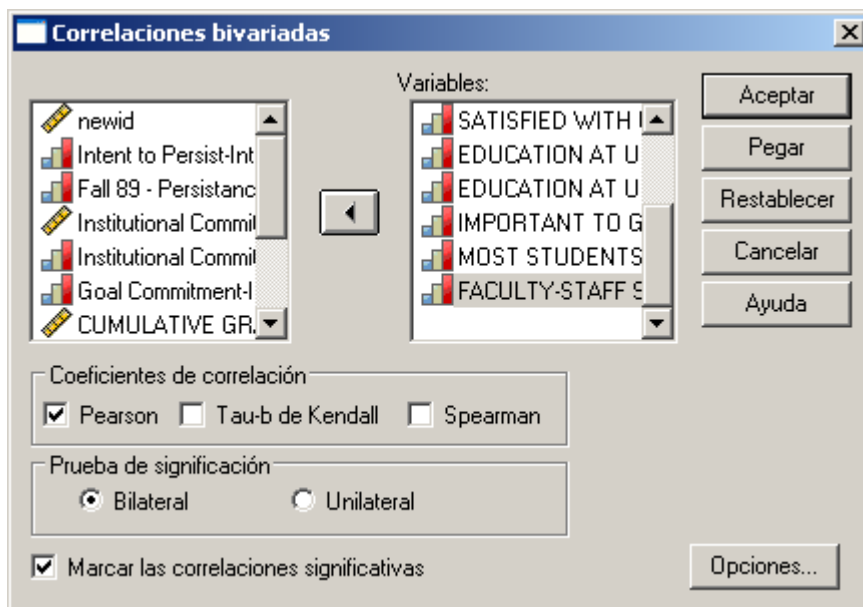 Correlaciones bivariadas
newid
Intent to Persist-Int
Fall 89 - Persistanc
Institutional Commi
Institutional Commi
Goal Commitment-I
CUMULATIVE GR
Variables:
SATISFIED WITH
EDUCATION AT U
EDUCATION AT U
IMPORTANT TO G
MOST STUDENTS
FACULTY-STAFF S
Aceptar
Pegar
Restablecer
Cancelar
Ayuda
Coeficientes de correlación
Pearson
Tau-b de Kendall
Spearman
Prueba de significación
Bilateral
Unilateral
Marcar las correlaciones significativas
Opciones...